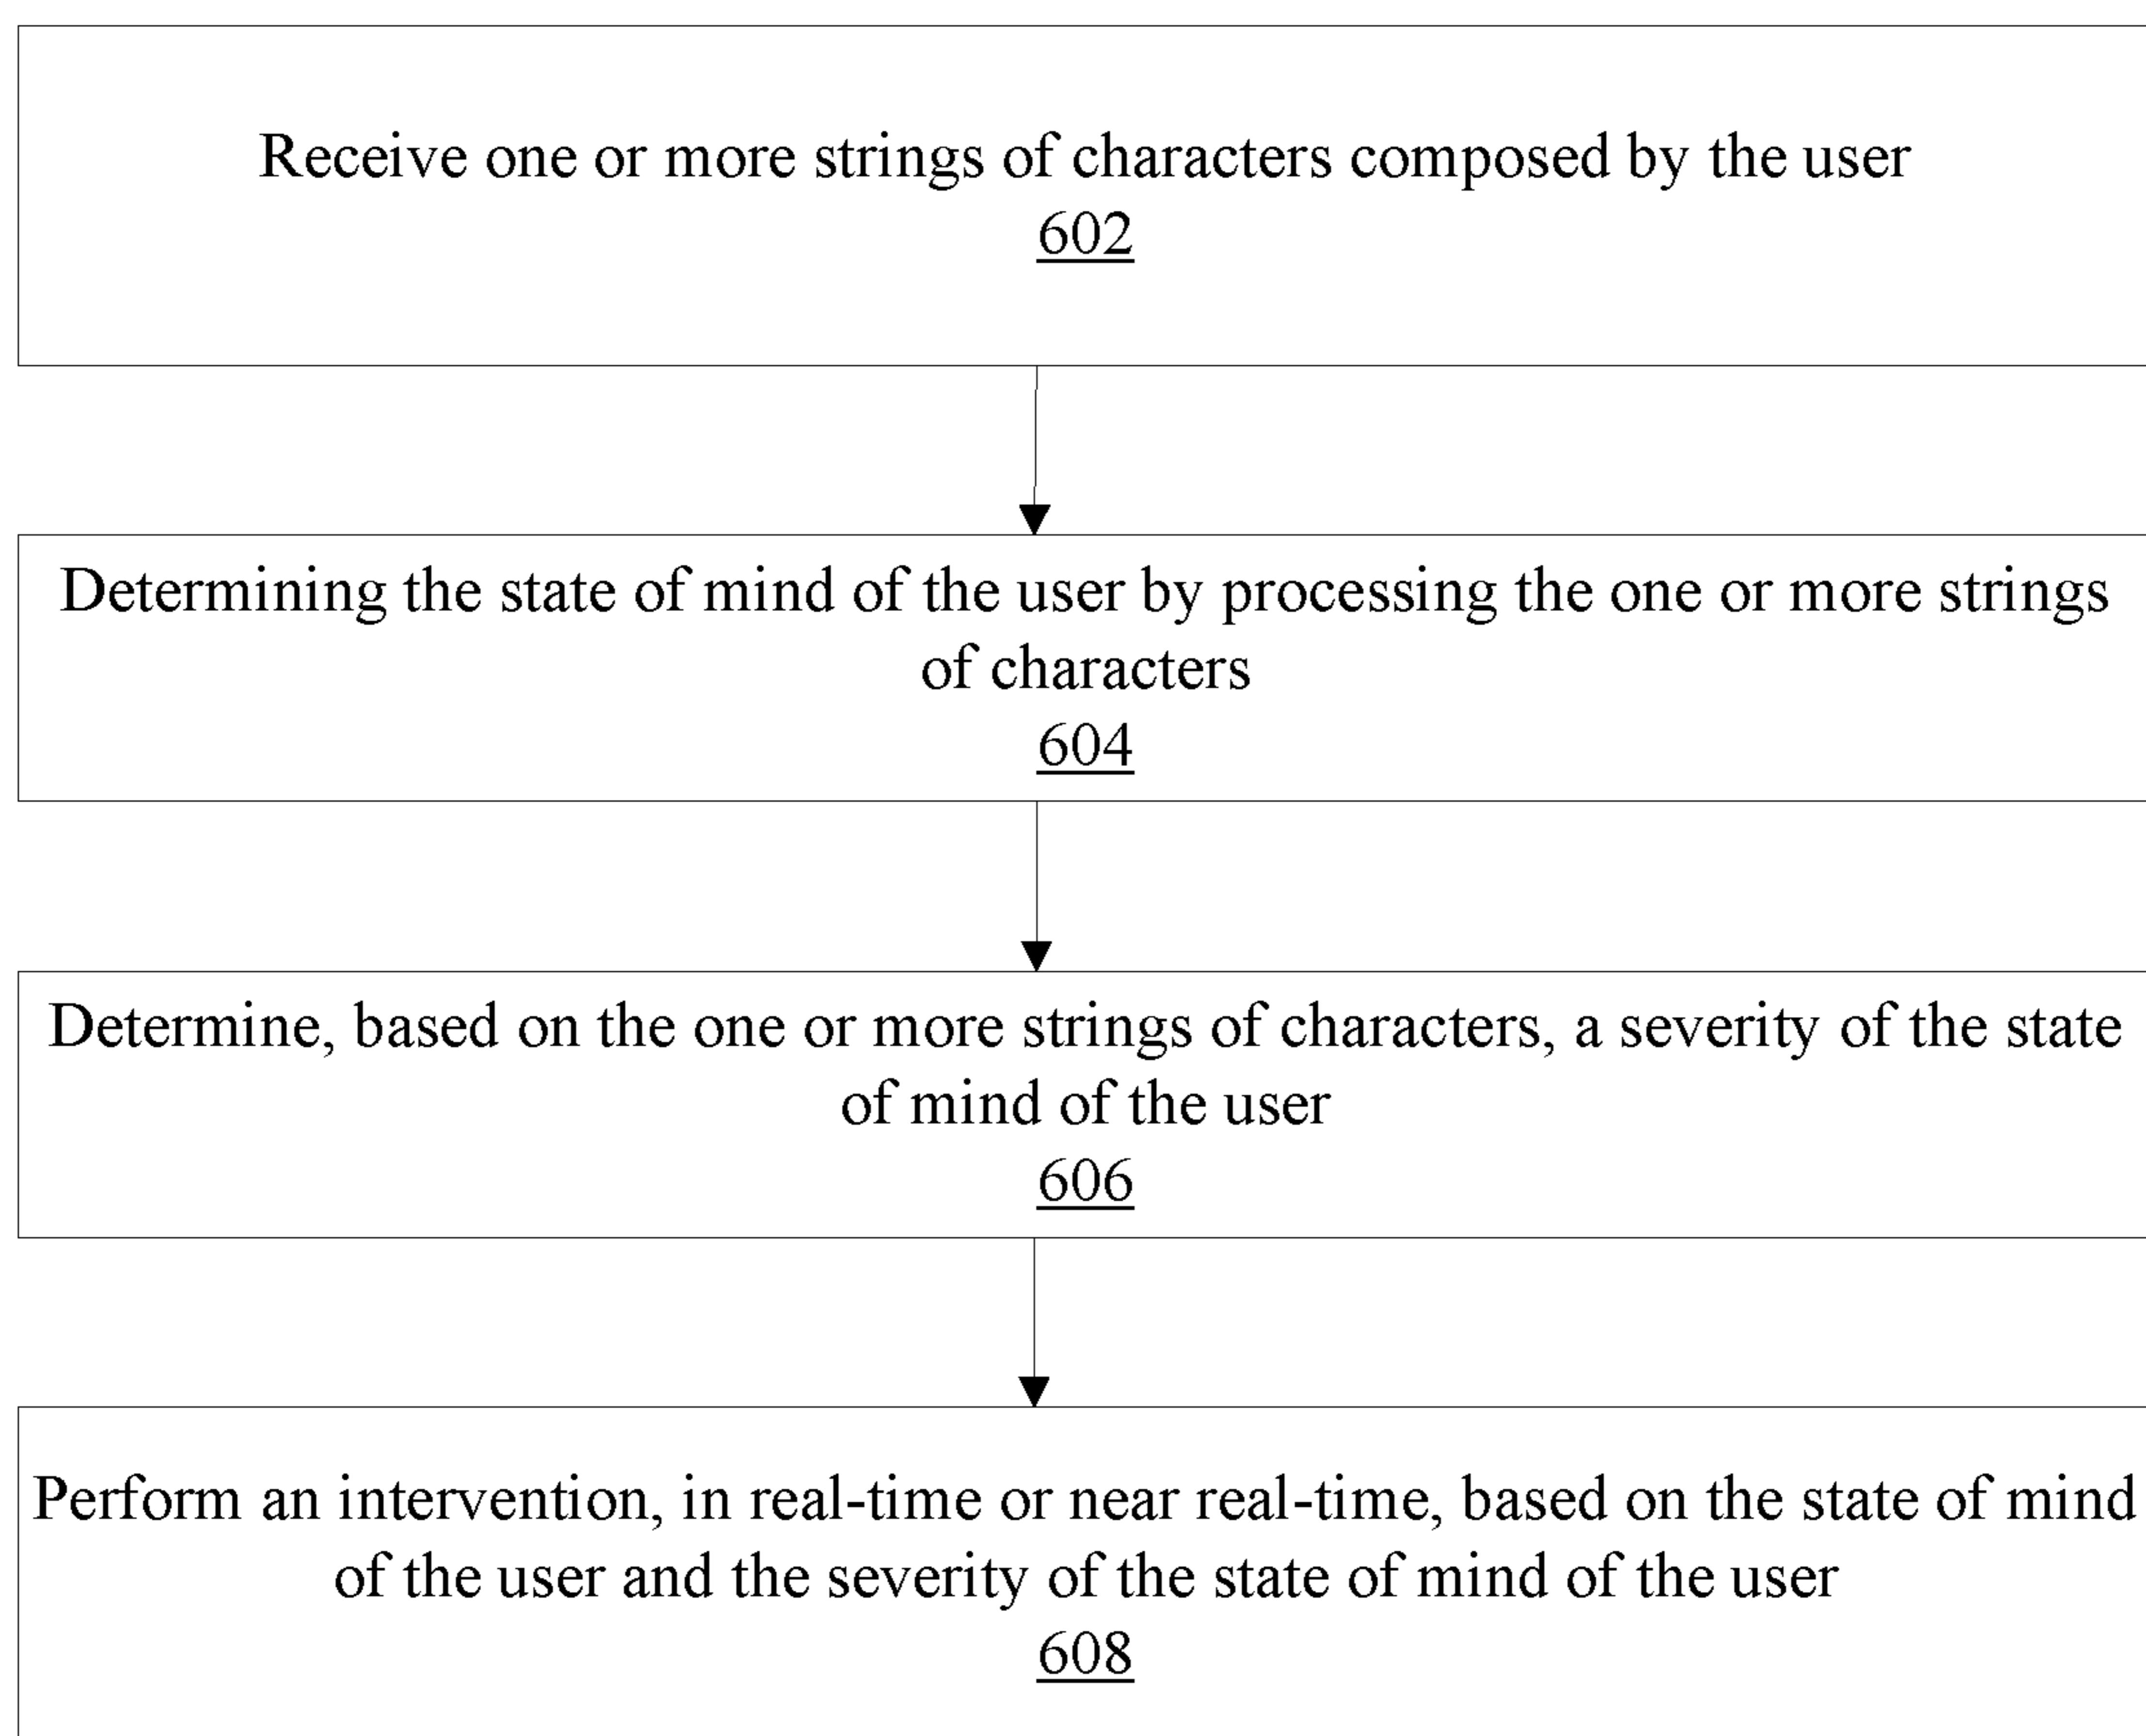 Receive one or more strings of characters composed by the user
602
Determining the state of mind of the user by processing the one or more strings
of characters
604
Determine, based on the one or more strings of characters, a severity of the state
of mind of the user
606
Perform an intervention, in real-time or near real-time, based on the state of mind
of the user and the severity of the state of mind of the user
608